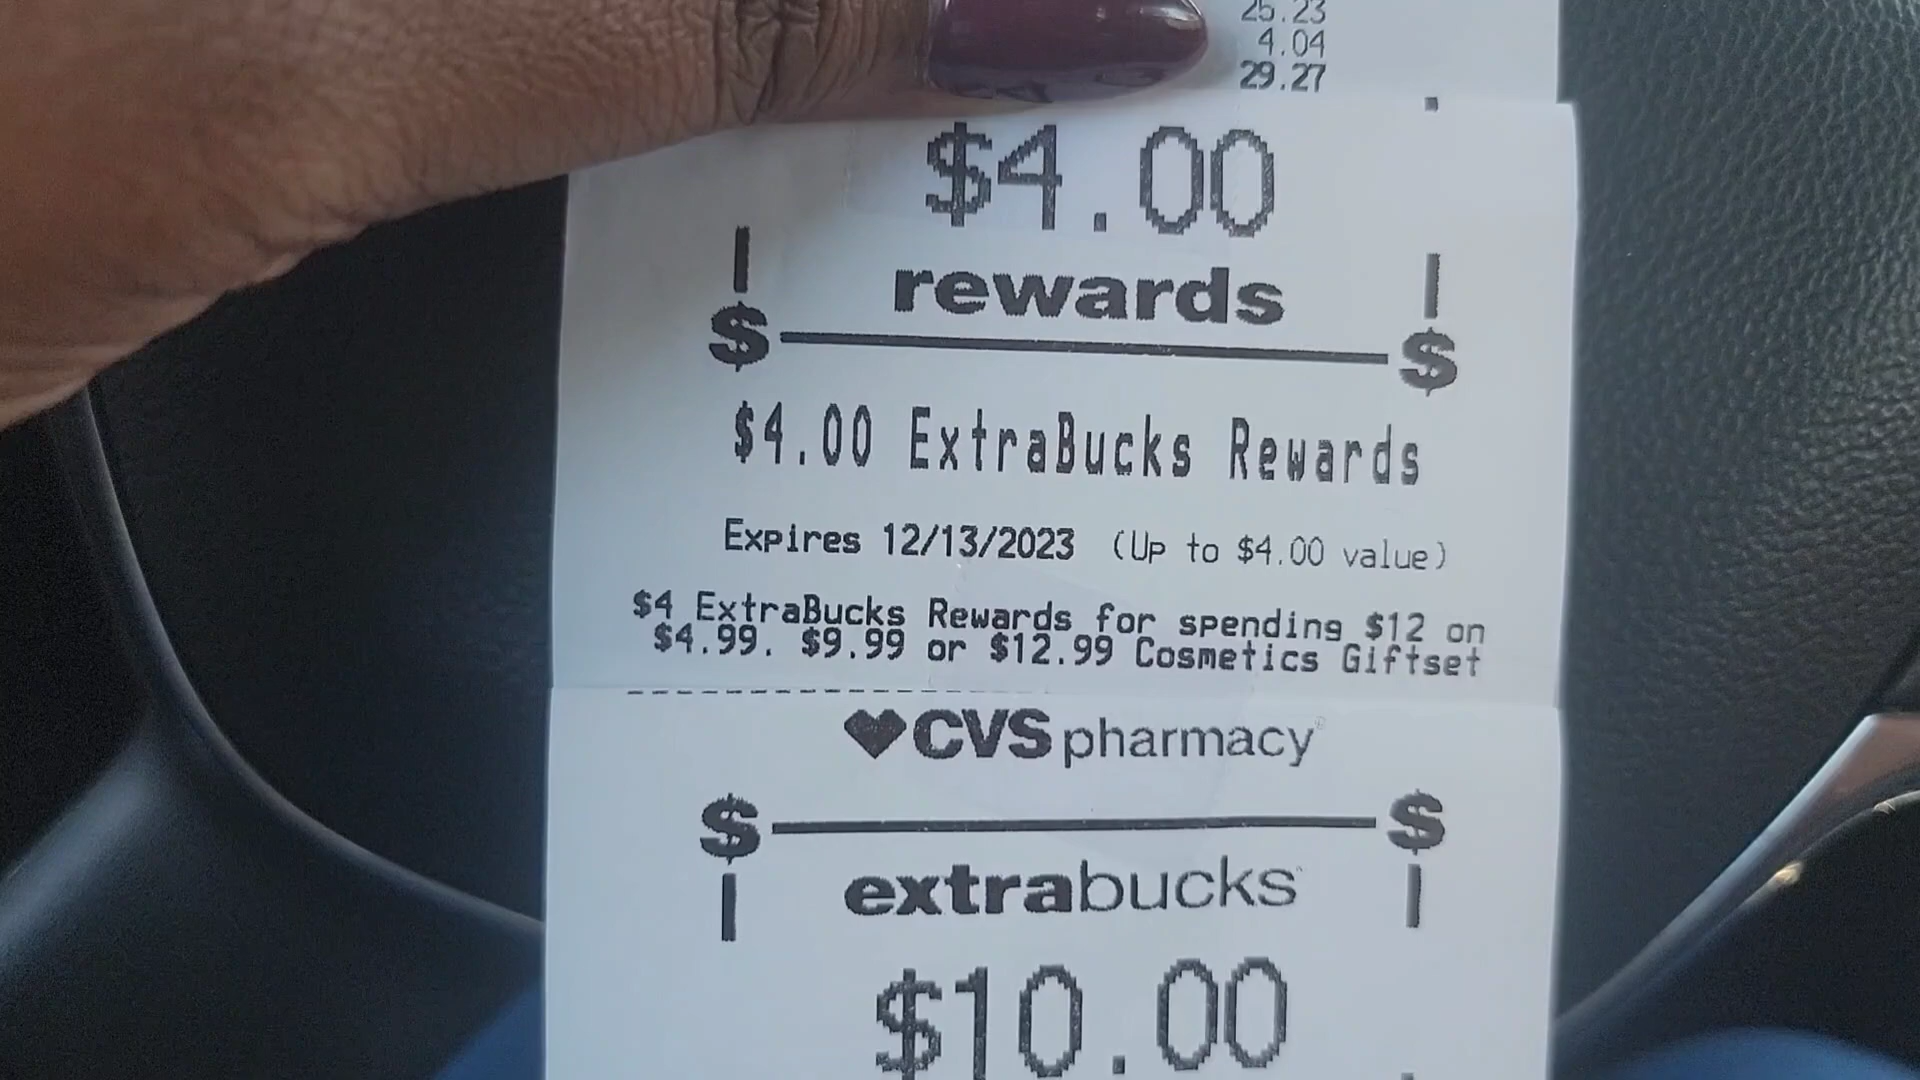 25.23
4.04
29.27
$4.00
rewards
$ $
$4.00 ExtraBucks Rewards
Expires 12/13/2023 (Up to $4.00 value)
$4 ExtraBucks Rewards for spending $12 on
$4.99. $9.99 or $12.99 Cosmetics Giftset
CVS pharmacy®
$ $
extrabucks
$10.00